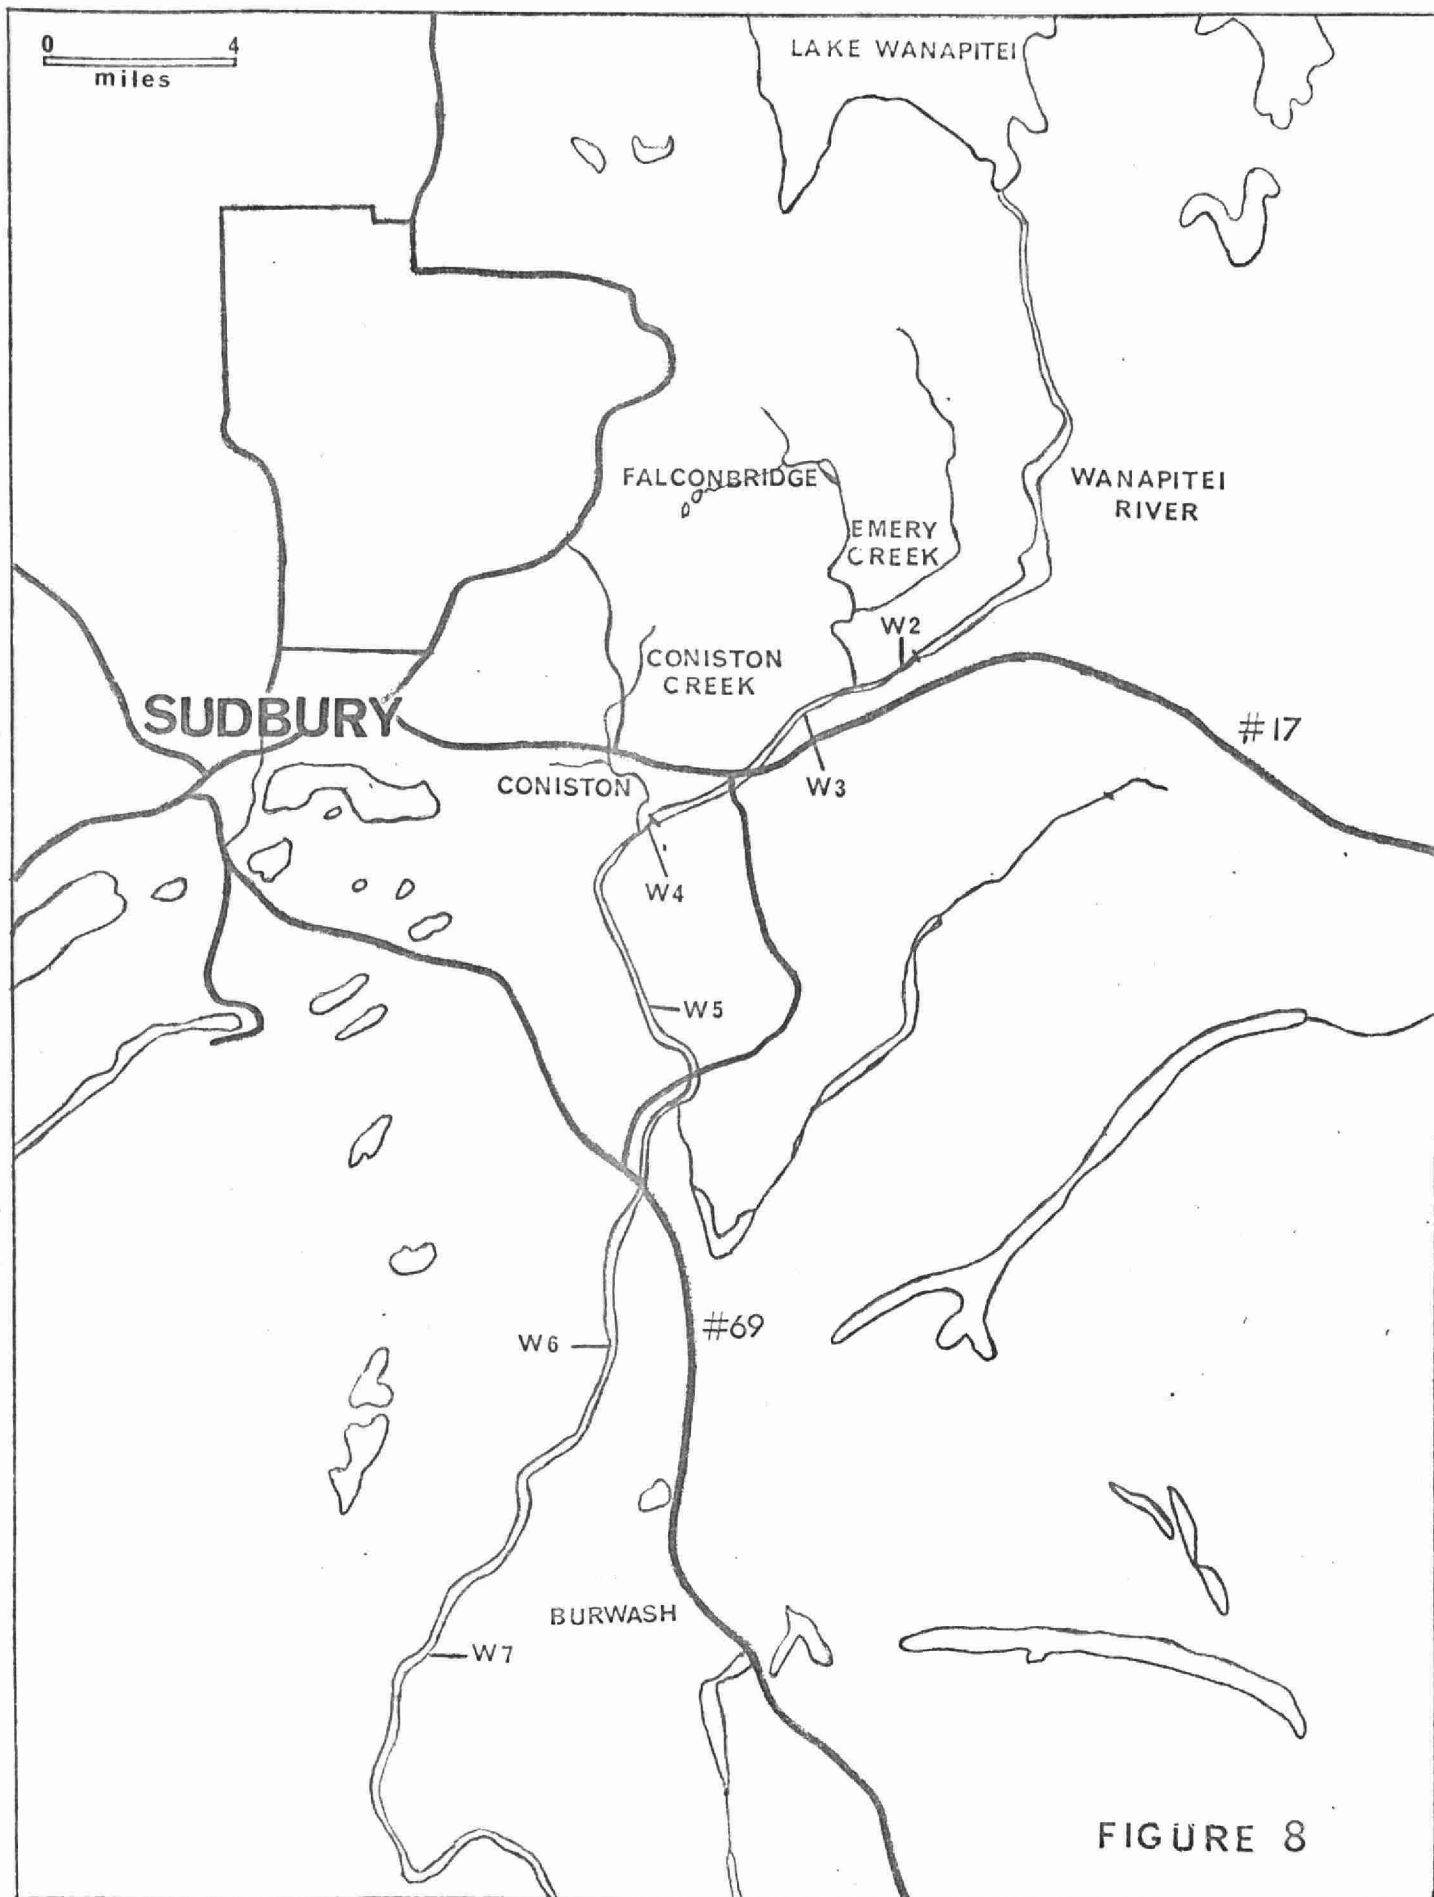 0 4
miles
LAKE WANAPITEI
FALCONBRIDGE
WANAPITEI
RIVER
EMERY
CREEK
W2
CONISTON
CREEK
SUDBURY
#17
CONISTON
W3
W4
W5
#69
W6
BURWASH
W7
FIGURE 8